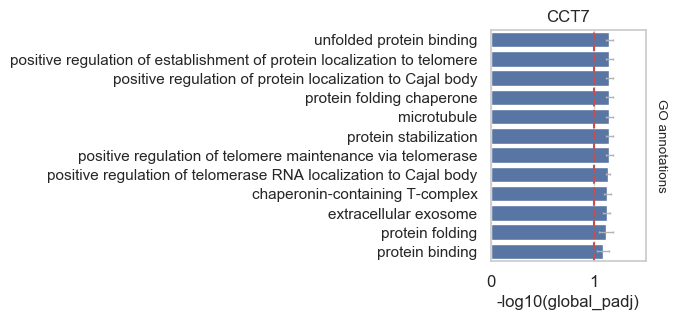 CCT7
unfolded protein binding
positive regulation of establishment of protein localization to telomere
positive regulation of protein localization to Cajal body
protein folding chaperone
microtubule
protein stabilization
positive regulation of telomere maintenance via telomerase
positive regulation of telomerase RNA localization to Cajal body
chaperonin-containing T-complex
extracellular exosome
protein folding
protein binding
GO annotations
0 1
-log10(global_padj)